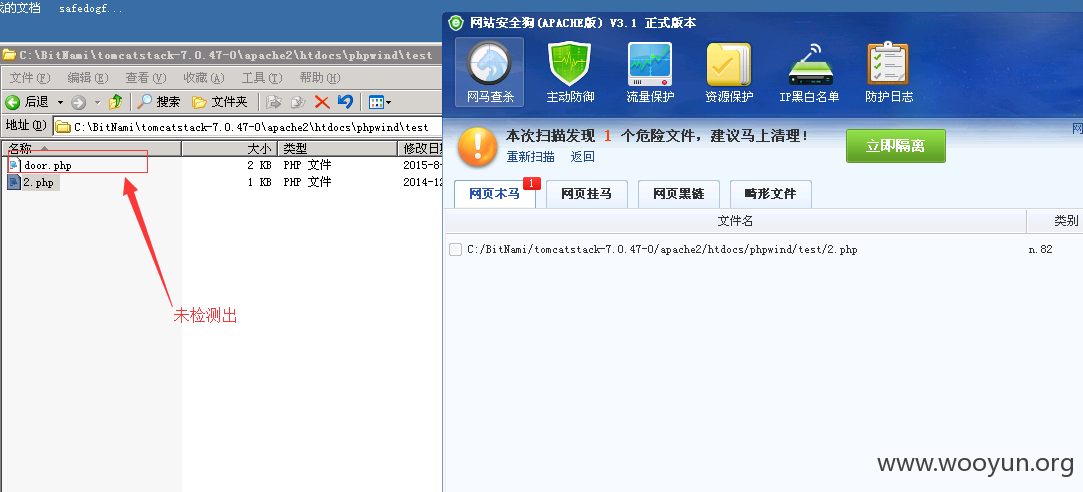 我的文档 safedogf...
C:\BitNami\tomcatstack-7.0.47-0\apache2\htdocs\phpwind\test
文件(F) 编辑(E) 查看(V) 收藏(A) 工具(T) 帮助(H)
后退 搜索 文件夹
地址(D) C:\BitNami\tomcatstack-7.0.47-0\apache2\htdocs\phpwind\test
名称 大小 类型 修改日期
door.php 2 KB PHP 文件 2015-8-
2.php 1 KB PHP 文件 2014-12
未检测出
网站安全狗(APACHE版) V3.1 正式版本
网马查杀 主动防御 流量保护 资源保护 IP黑白名单 防护日志
网
本次扫描发现 1 个危险文件，建议马上清理！
重新扫描 返回
立即隔离
网页木马 1 网页挂马 网页黑链 畸形文件
文件名 类别
C:/BitNami/tomcatstack-7.0.47-0/apache2/htdocs/phpwind/test/2.php n.82
www.wooyun.org